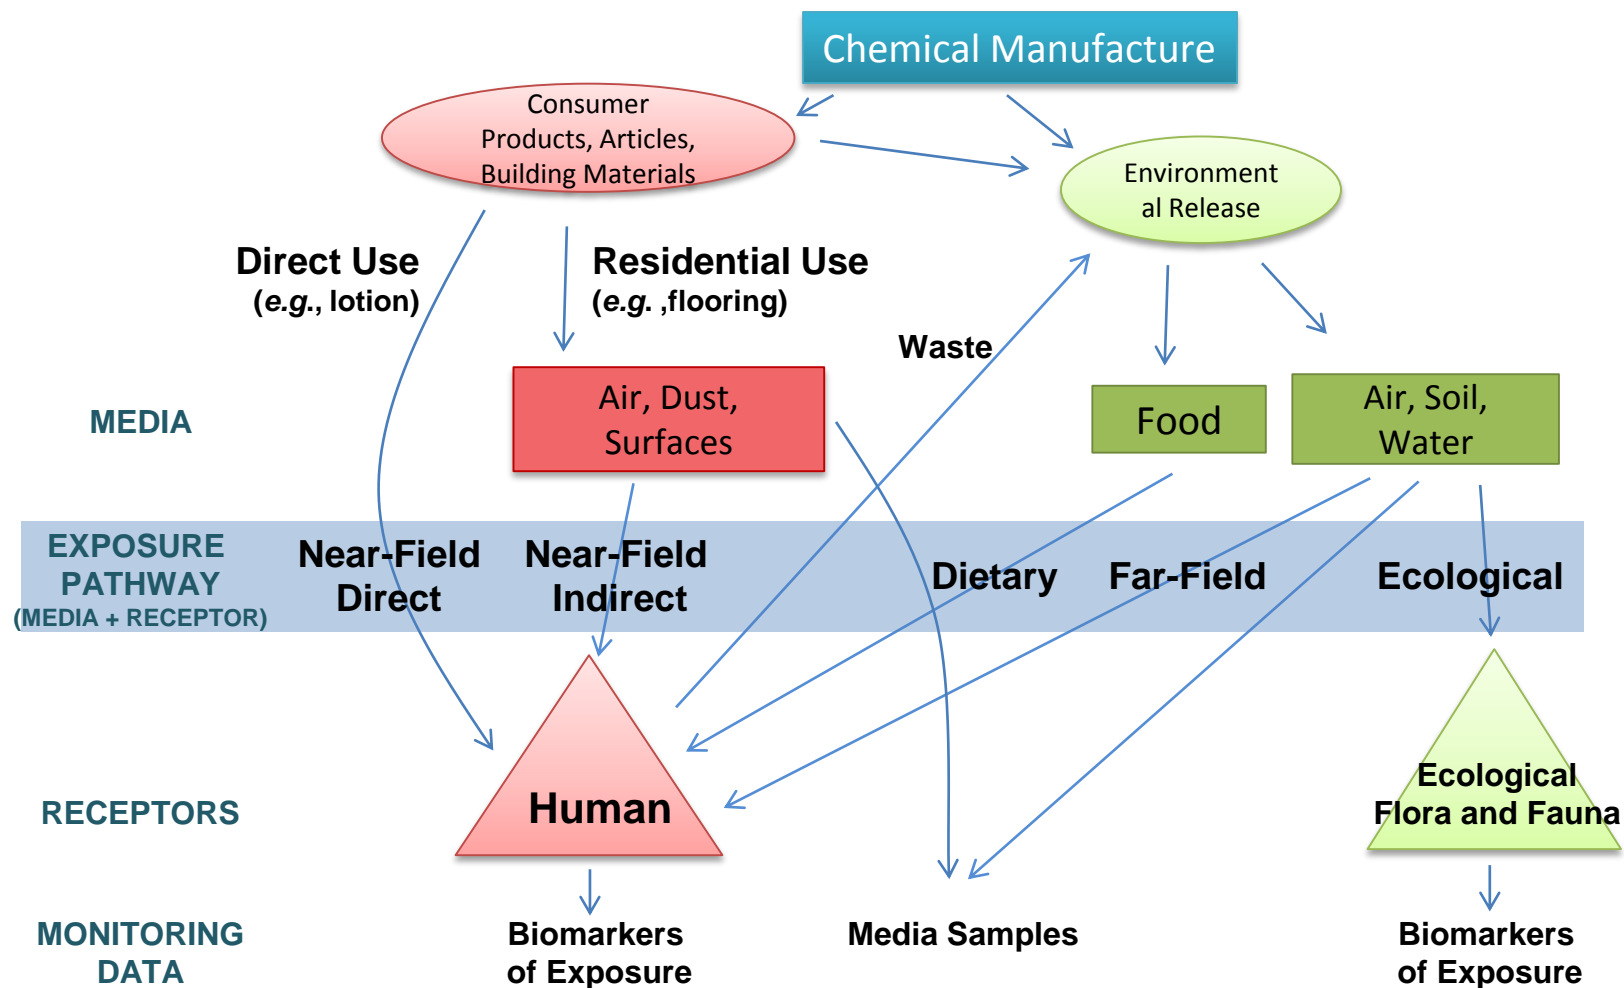 Chemical Manufacture
Consumer
Products, Articles,
Building Materials
Environment
al Release
Direct Use
(e.g., lotion)
Residential Use
(e.g. ,flooring)
Waste
MEDIA
Air, Dust,
Surfaces
Food
Air, Soil,
Water
EXPOSURE
PATHWAY
(MEDIA + RECEPTOR)
Near-Field
Direct
Near-Field
Indirect
Dietary
Far-Field
Ecological
RECEPTORS
Human
Ecological
Flora and Fauna
MONITORING
DATA
Biomarkers
of Exposure
Media Samples
Biomarkers
of Exposure